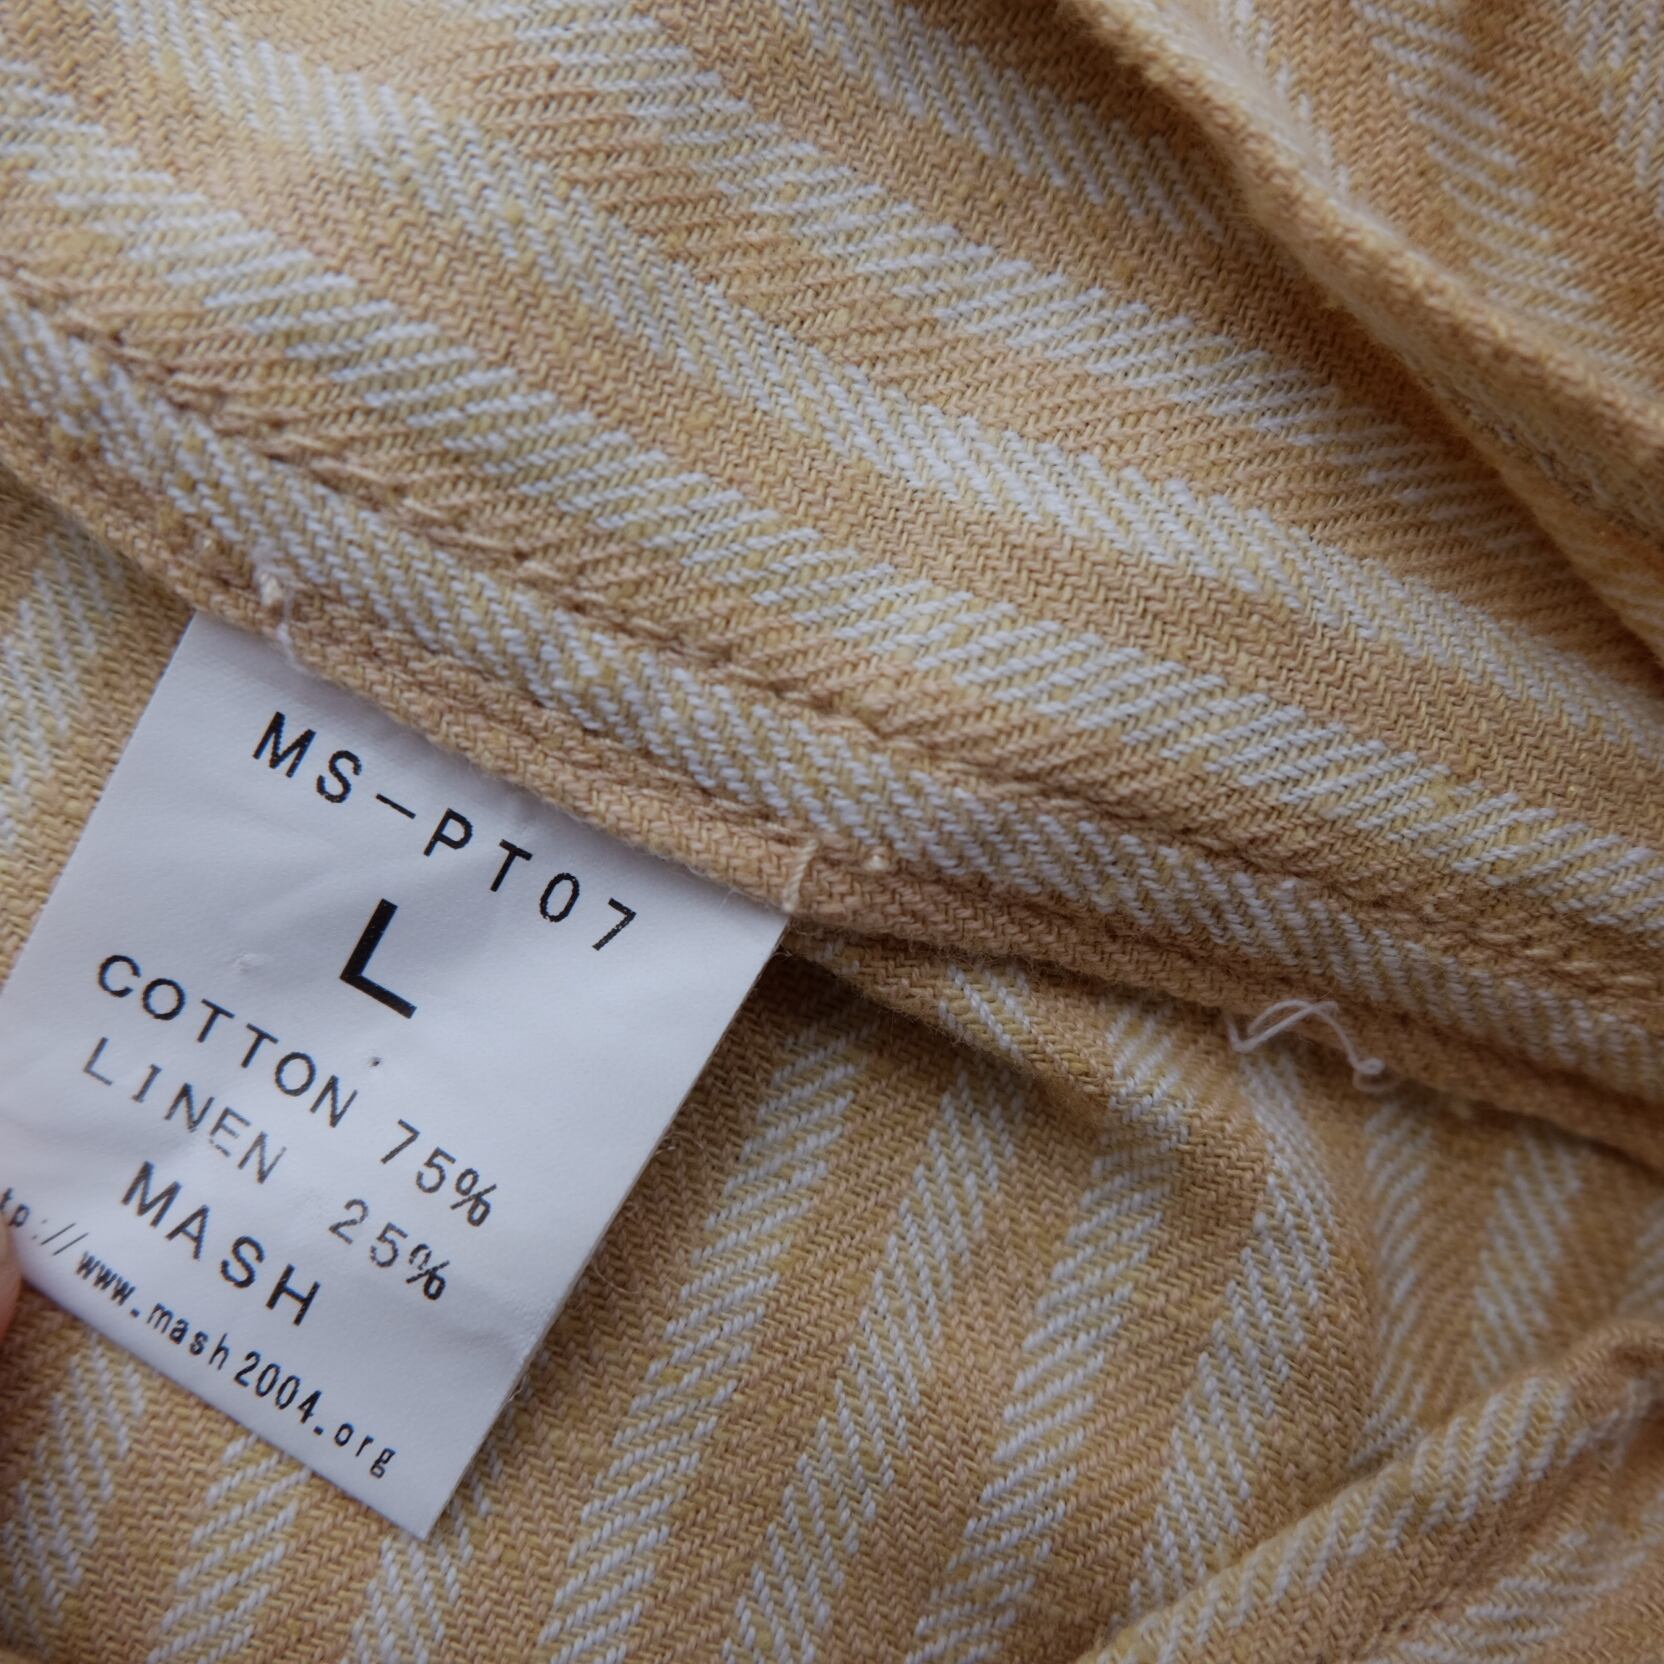 MS-PT07
L
COTTON 75%
LINEN 25%
MASH
tp://www.mash2004.org